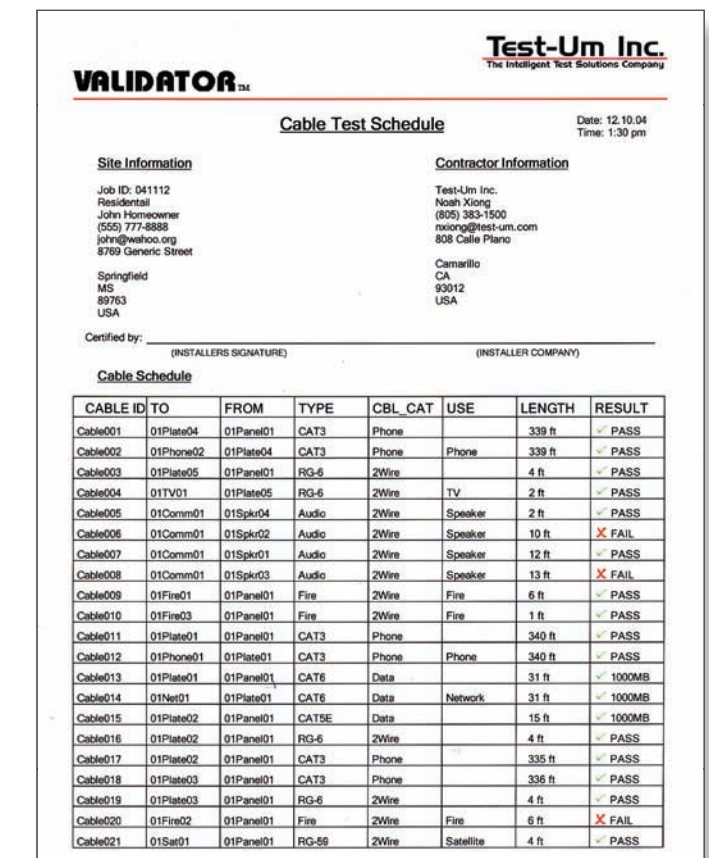 Test-Um Inc.
The Intelligent Test Solutions Company
VALIDATOR™
Cable Test Schedule
Date: 12.10.04
Time: 1:30 pm
Site Information
Job ID: 041112
Residentail
John Homeowner
(555) 777-8888
john@wahoo.org
8769 Generic Street
Springfield
MS
89763
USA
Contractor Information
Test-Um Inc.
Noah Xiong
(805) 383-1500
nxiong@test-um.com
808 Calle Plano
Camarillo
CA
93012
USA
Certified by:
(INSTALLERS SIGNATURE) (INSTALLER COMPANY)
Cable Schedule
CABLE ID TO FROM TYPE CBL_CAT USE LENGTH RESULT
Cable001 01Plate04 01Panel01 CAT3 Phone 339 ft PASS
Cable002 01Phone02 01Plate04 CAT3 Phone Phone 339 ft PASS
Cable003 01Plate05 01Panel01 RG-6 2Wire 4 ft PASS
Cable004 01TV01 01Plate05 RG-6 2Wire TV 2 ft PASS
Cable005 01Comm01 01Spkr04 Audio 2Wire Speaker 2 ft PASS
Cable006 01Comm01 01Spkr02 Audio 2Wire Speaker 10 ft FAIL
Cable007 01Comm01 01Spkr01 Audio 2Wire Speaker 12 ft PASS
Cable008 01Comm01 01Spkr03 Audio 2Wire Speaker 13 ft FAIL
Cable009 01Fire01 01Panel01 Fire 2Wire Fire 6 ft PASS
Cable010 01Fire03 01Panel01 Fire 2Wire Fire 1 ft PASS
Cable011 01Plate01 01Panel01 CAT3 Phone 340 ft PASS
Cable012 01Phone01 01Plate01 CAT3 Phone Phone 340 ft PASS
Cable013 01Plate01 01Panel01 CAT6 Data 31 ft 1000MB
Cable014 01Net01 01Plate01 CAT6 Data Network 31 ft 1000MB
Cable015 01Plate02 01Panel01 CAT5E Data 15 ft 1000MB
Cable016 01Plate02 01Panel01 RG-6 2Wire 4 ft PASS
Cable017 01Plate02 01Panel01 CAT3 Phone 335 ft PASS
Cable018 01Plate03 01Panel01 CAT3 Phone 336 ft PASS
Cable019 01Plate03 01Panel01 RG-6 2Wire 4 ft PASS
Cable020 01Fire02 01Panel01 Fire 2Wire Fire 6 ft FAIL
Cable021 01Sat01 01Panel01 RG-59 2Wire Satellite 4 ft PASS